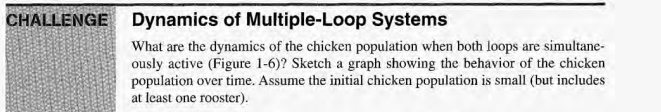 CHALLENGE Dynamics of Multiple-Loop Systems
What are the dynamics of the chicken population when both loops are simultane-
ously active (Figure 1-6)? Sketch a graph showing the behavior of the chicken
population over time. Assume the initial chicken population is small (but includes
at least one rooster).